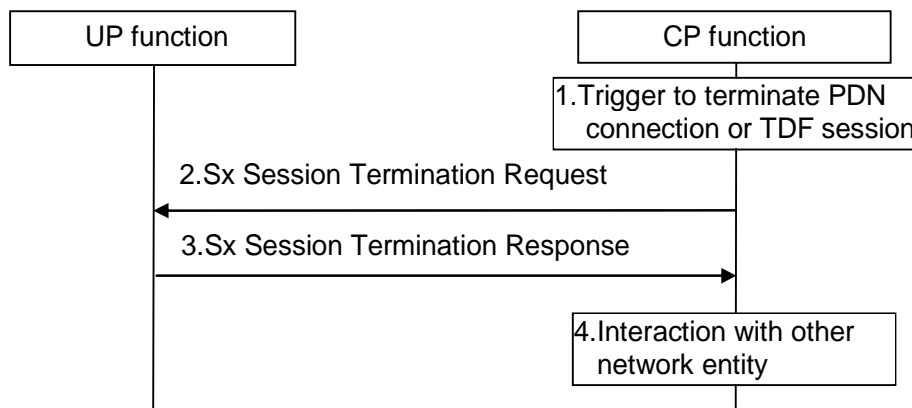 UP function
CP function
1.Trigger to terminate PDN
connection or TDF session
2.Sx Session Termination Request
3.Sx Session Termination Response
4.Interaction with other
network entity